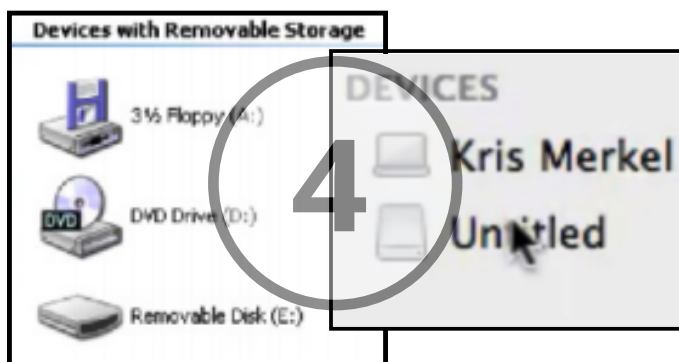 Devices with Removable Storage
3½ Floppy (A:)
DVD
DVD Drive (D:)
Removable Disk (E:)
DEVICES
Kris Merkel
Untitled
4